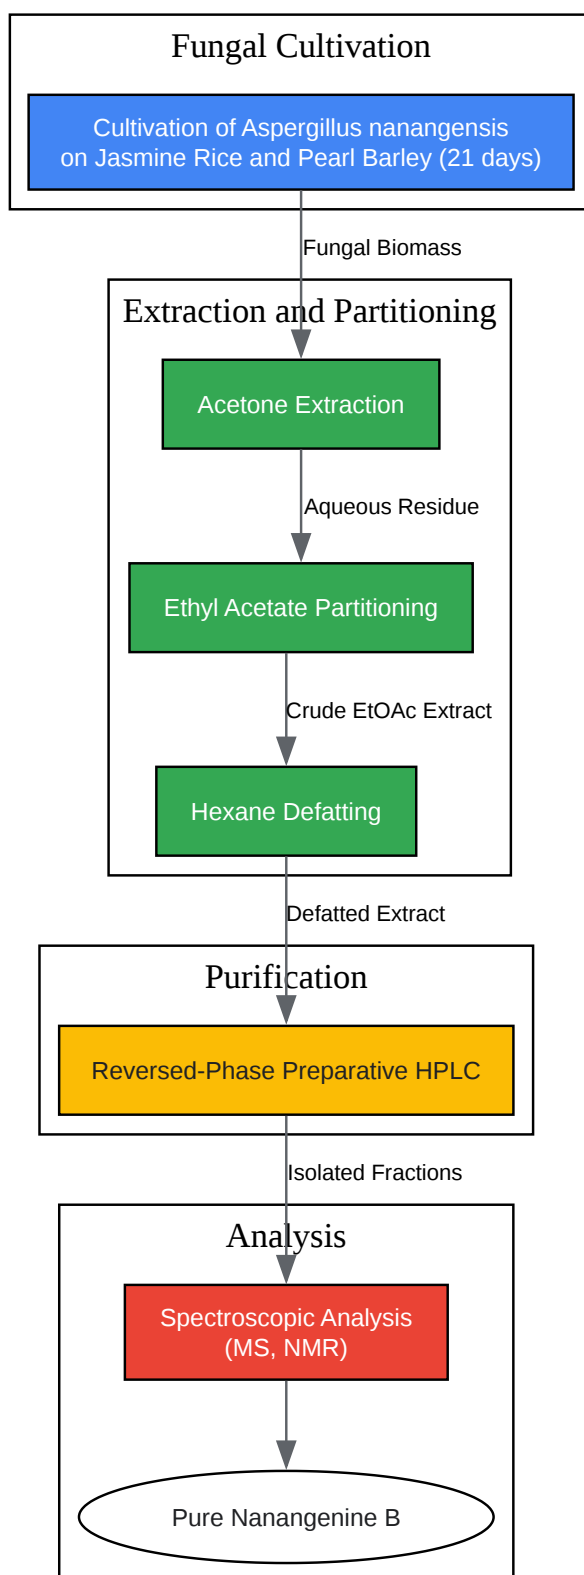 Fungal Cultivation
Cultivation of Aspergillus nanangensis
on Jasmine Rice and Pearl Barley (21 days)
Fungal Biomass
Extraction and Partitioning
Acetone Extraction
Aqueous Residue
Ethyl Acetate Partitioning
Crude EtOAc Extract
Hexane Defatting
Defatted Extract
Purification
Reversed-Phase Preparative HPLC
Isolated Fractions
Analysis
Spectroscopic Analysis
(MS, NMR)
Pure Nanangenine B